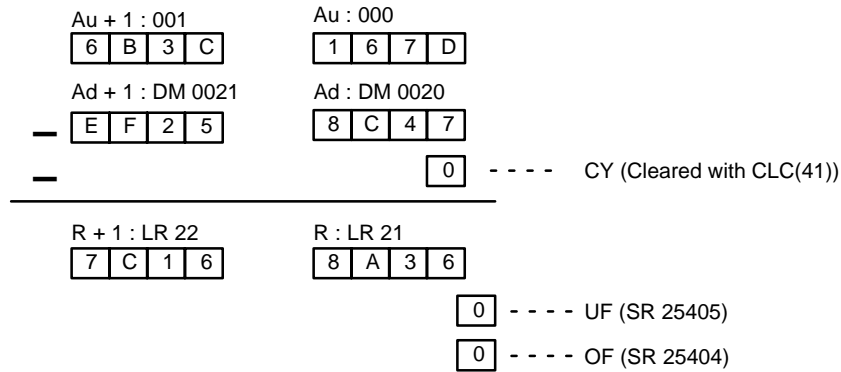 Au + 1 : 001 Au : 000
6 B 3 C 1 6 7 D
Ad + 1 : DM 0021 Ad : DM 0020
– E F 2 5 8 C 4 7
– 0 - - - - CY (Cleared with CLC(41))
R + 1 : LR 22 R : LR 21
7 C 1 6 8 A 3 6
0 - - - - UF (SR 25405)
0 - - - - OF (SR 25404)